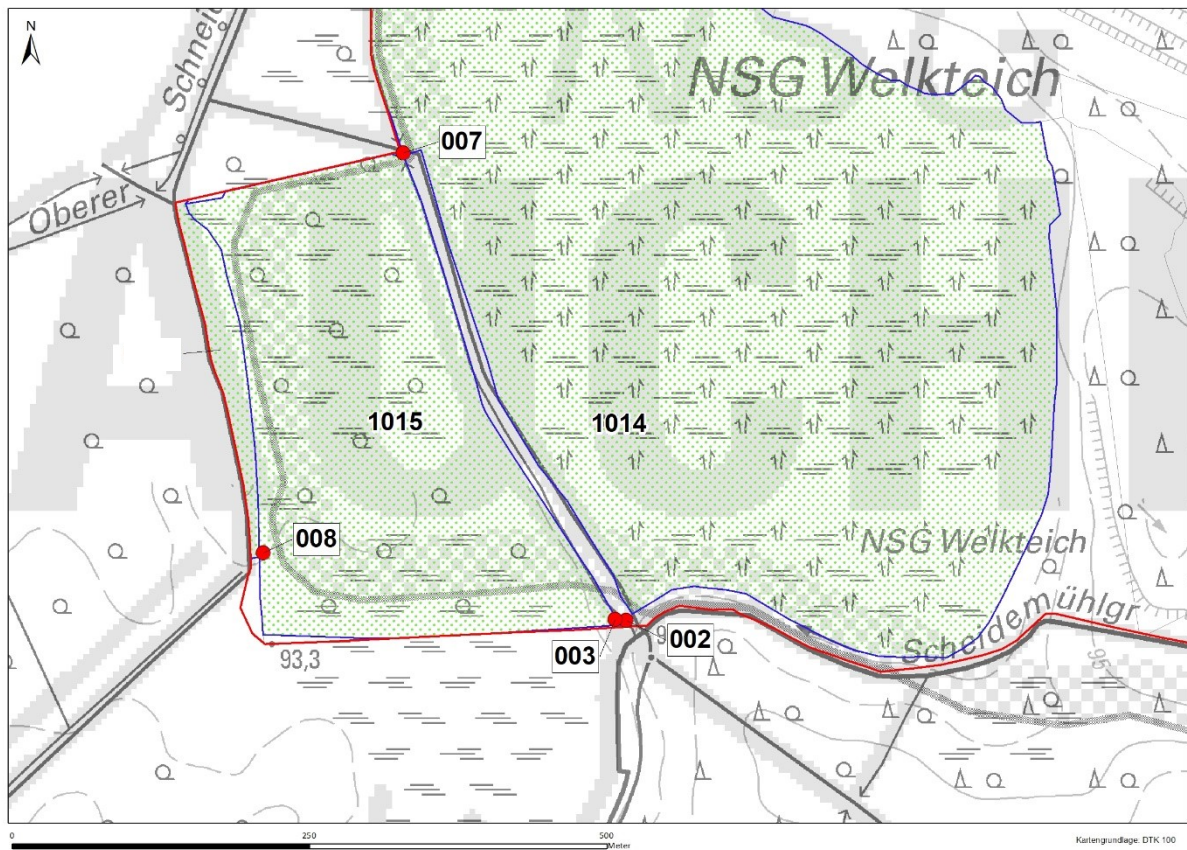 N
Schneid
NSG Welkteich
007
Oberer
1015
1014
008
NSG Welkteich
Scheidemühlgr
003
002
93,3
95
0 250 500 Meter
Kartengrundlage: DTK 100